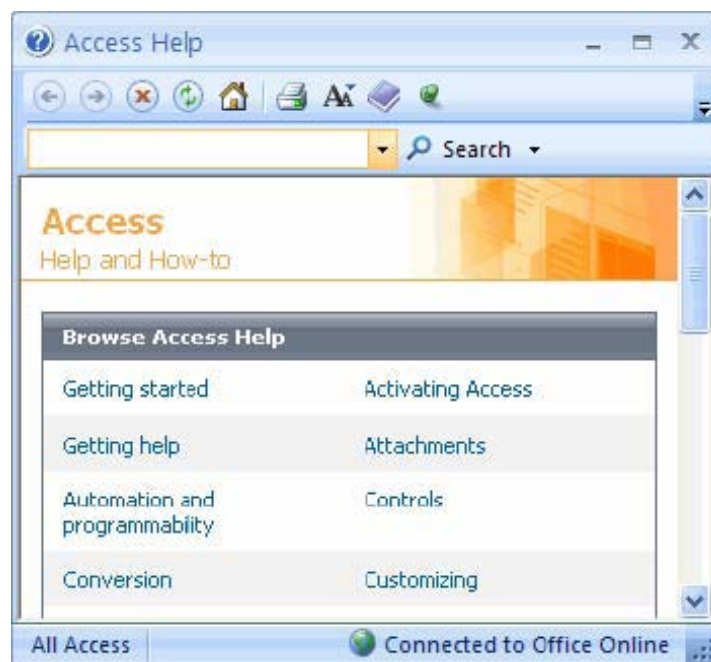 Access Help
AA
Search
Access
Help and How-to
Browse Access Help
Getting started
Activating Access
Getting help
Attachments
Automation and
programmability
Controls
Conversion
Customizing
All Access
Connected to Office Online